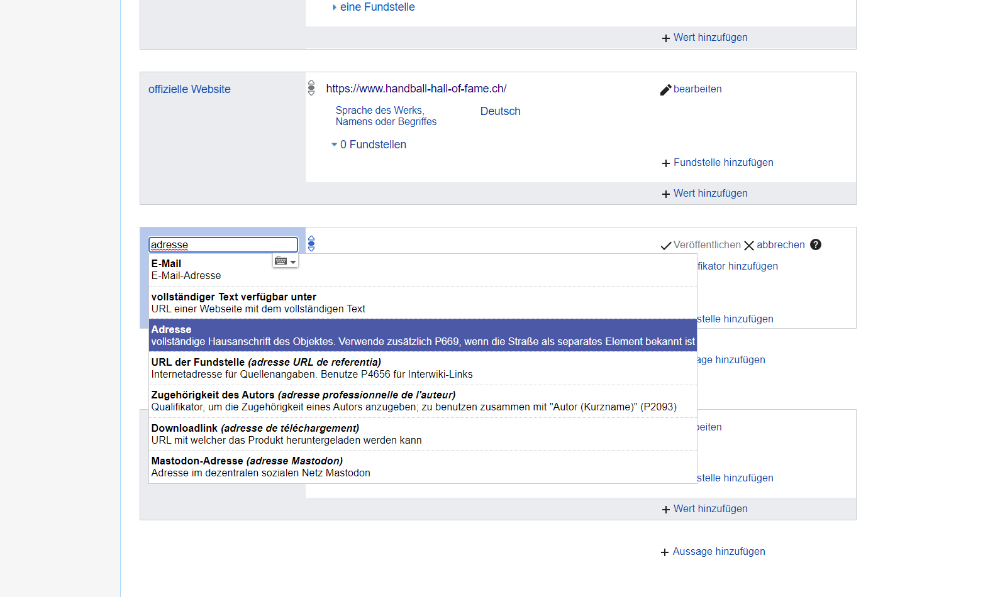 eine Fundstelle
Wert hinzufügen
offizielle Website
https://www.handball-hall-of-fame.ch/
bearbeiten
Sprache des Werks,
Namens oder Begriffes
Deutsch
0 Fundstellen
Fundstelle hinzufügen
Wert hinzufügen
adresse
Veröffentlichen
abbrechen
?
E-Mail
E-Mail-Adresse
fikator hinzufügen
vollständiger Text verfügbar unter
URL einer Webseite mit dem vollständigen Text
stelle hinzufügen
Adresse
vollständige Hausanschrift des Objektes. Verwende zusätzlich P669, wenn die Straße als separates Element bekannt ist
age hinzufügen
URL der Fundstelle (adresse URL de referentia)
Internetadresse für Quellenangaben. Benutze P4656 für Interwiki-Links
Zugehörigkeit des Autors (adresse professionnelle de l'auteur)
Qualifikator, um die Zugehörigkeit eines Autors anzugeben; zu benutzen zusammen mit "Autor (Kurzname)" (P2093)
Downloadlink (adresse de téléchargement)
URL mit welcher das Produkt heruntergeladen werden kann
beiten
Mastodon-Adresse (adresse Mastodon)
Adresse im dezentralen sozialen Netz Mastodon
stelle hinzufügen
Wert hinzufügen
Aussage hinzufügen